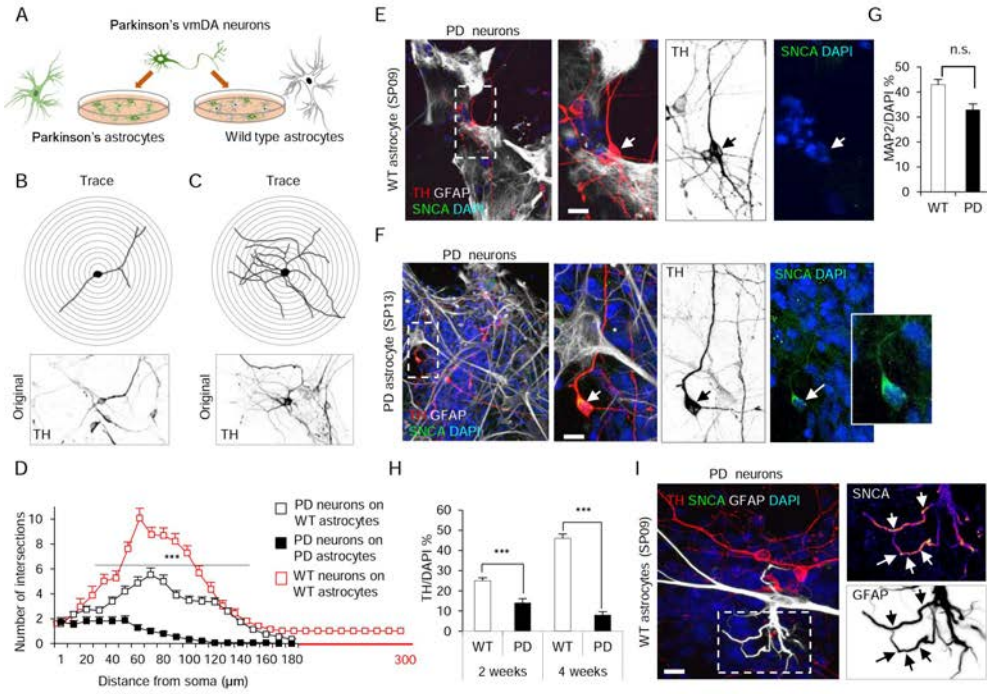 A
Parkinson's vmDA neurons
Parkinson's astrocytes
Wild type astrocytes
B
Trace
Original
TH
C
Trace
Original
TH
D
Number of intersections
10
8
6
4
2
0
***
1
20
40
60
80
100
120
140
160
180
300
Distance from soma (µm)
PD neurons on
WT astrocytes
PD neurons on
PD astrocytes
WT neurons on
WT astrocytes
E
PD neurons
WT astrocyte (SP09)
TH GFAP
SNCA DAPI
TH
SNCA DAPI
F
PD neurons
PD astrocyte (SP13)
TH GFAP
SNCA DAPI
TH
SNCA DAPI
G
MAP2/DAPI %
50
40
30
20
10
0
n.s.
WT
PD
H
TH/DAPI %
60
50
40
30
20
10
0
***
***
WT
PD
WT
PD
2 weeks
4 weeks
I
PD neurons
WT astrocytes (SP09)
TH SNCA GFAP DAPI
SNCA
GFAP